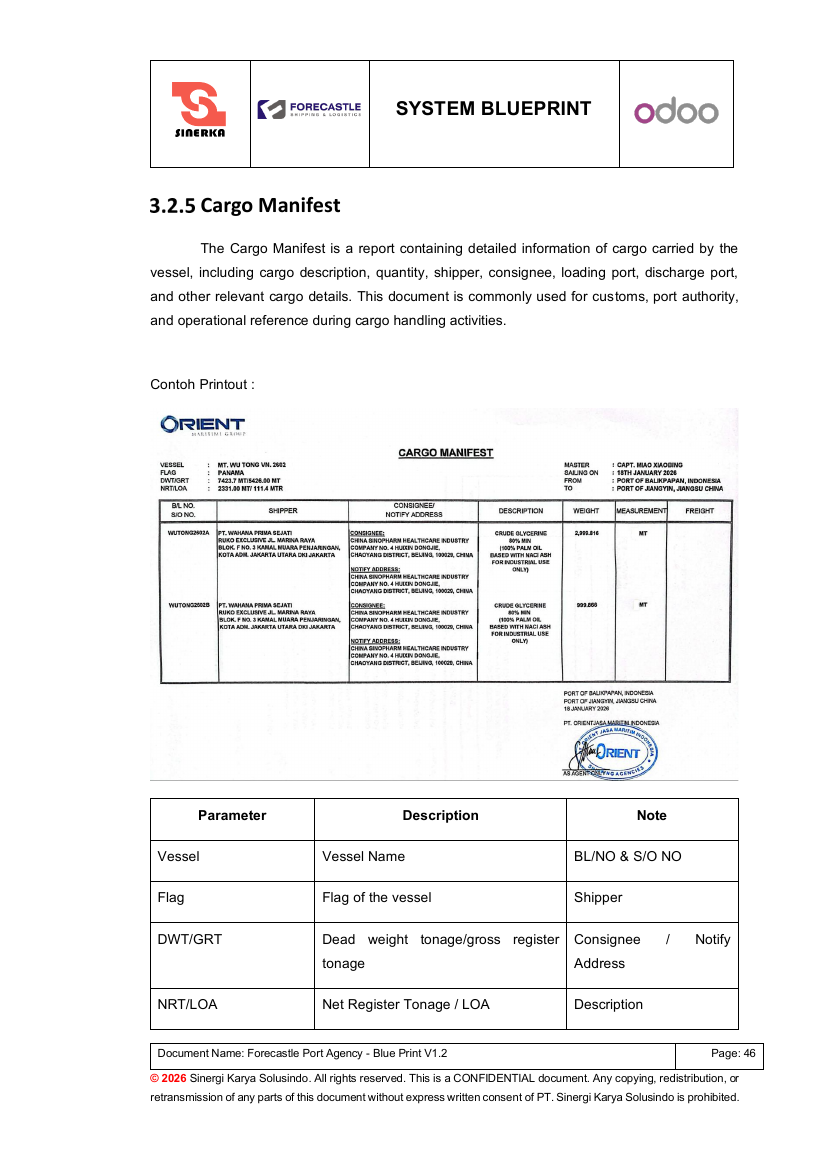 SINERKA
FORECASTLE
SHIPPING & LOGISTICS
SYSTEM BLUEPRINT
odoo
3.2.5 Cargo Manifest
The Cargo Manifest is a report containing detailed information of cargo carried by the
vessel, including cargo description, quantity, shipper, consignee, loading port, discharge port,
and other relevant cargo details. This document is commonly used for customs, port authority,
and operational reference during cargo handling activities.
Contoh Printout :
ORIENT
MARITIME GROUP
CARGO MANIFEST
VESSEL : MT. WU TONG VN. 2602
FLAG : PANAMA
DWT/GRT : 7423.7 MT/5426.00 MT
NRT/LOA : 2331.00 MT/ 111.4 MTR
MASTER : CAPT. MIAO XIAOBING
SAILING ON : 18TH JANUARY 2026
FROM : PORT OF BALIKPAPAN, INDONESIA
TO : PORT OF JIANGYIN, JIANGSU CHINA
B/L NO.
S/O NO.
SHIPPER
CONSIGNEE/
NOTIFY ADDRESS
DESCRIPTION
WEIGHT
MEASUREMENT
FREIGHT
WUTONG2602A
PT. WAHANA PRIMA SEJATI
RUKO EXCLUSIVE JL. MARINA RAYA
BLOK. F NO. 3 KAMAL MUARA PENJARINGAN,
KOTA ADM. JAKARTA UTARA DKI JAKARTA
CONSIGNEE:
CHINA SINOPHARM HEALTHCARE INDUSTRY
COMPANY NO. 4 HUIXIN DONGJIE,
CHAOYANG DISTRICT, BEIJING, 100029, CHINA
NOTIFY ADDRESS:
CHINA SINOPHARM HEALTHCARE INDUSTRY
COMPANY NO. 4 HUIXIN DONGJIE,
CHAOYANG DISTRICT, BEIJING, 100029, CHINA
CRUDE GLYCERINE
80% MIN
(100% PALM OIL
BASED WITH NACI ASH
FOR INDUSTRIAL USE
ONLY)
2,999.916
MT
WUTONG2602B
PT. WAHANA PRIMA SEJATI
RUKO EXCLUSIVE JL. MARINA RAYA
BLOK. F NO. 3 KAMAL MUARA PENJARINGAN,
KOTA ADM. JAKARTA UTARA DKI JAKARTA
CONSIGNEE:
CHINA SINOPHARM HEALTHCARE INDUSTRY
COMPANY NO. 4 HUIXIN DONGJIE,
CHAOYANG DISTRICT, BEIJING, 100029, CHINA
NOTIFY ADDRESS:
CHINA SINOPHARM HEALTHCARE INDUSTRY
COMPANY NO. 4 HUIXIN DONGJIE,
CHAOYANG DISTRICT, BEIJING, 100029, CHINA
CRUDE GLYCERINE
80% MIN
(100% PALM OIL
BASED WITH NACI ASH
FOR INDUSTRIAL USE
ONLY)
999.868
MT
PORT OF BALIKPAPAN, INDONESIA
PORT OF JIANGYIN, JIANGSU CHINA
18 JANUARY 2026
PT. ORIENTJASA MARITIM INDONESIA
ORIENT JASA MARITIM INDONESIA
ORIENT
AGENCIES
AS AGENT ONLY
Parameter Description Note
Vessel Vessel Name BL/NO & S/O NO
Flag Flag of the vessel Shipper
DWT/GRT Dead weight tonage/gross register Consignee / Notify
tonage Address
NRT/LOA Net Register Tonage / LOA Description
Document Name: Forecastle Port Agency - Blue Print V1.2 Page: 46
© 2026 Sinergi Karya Solusindo. All rights reserved. This is a CONFIDENTIAL document. Any copying, redistribution, or
retransmission of any parts of this document without express written consent of PT. Sinergi Karya Solusindo is prohibited.